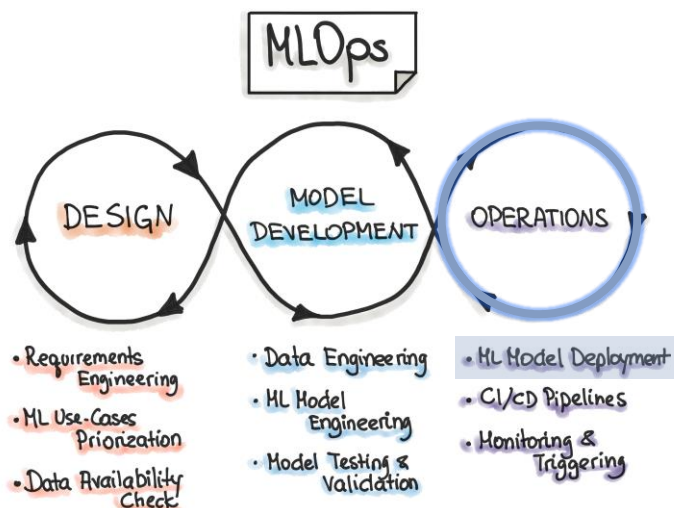 MLOps
DESIGN
MODEL
DEVELOPMENT
OPERATIONS
• Requirements
Engineering
• ML Use-Cases
Priorization
• Data Availability
Check
• Data Engineering
• ML Model
Engineering
• Model Testing &
Validation
• ML Model Deployment
• CI/CD Pipelines
• Monitoring &
Triggering